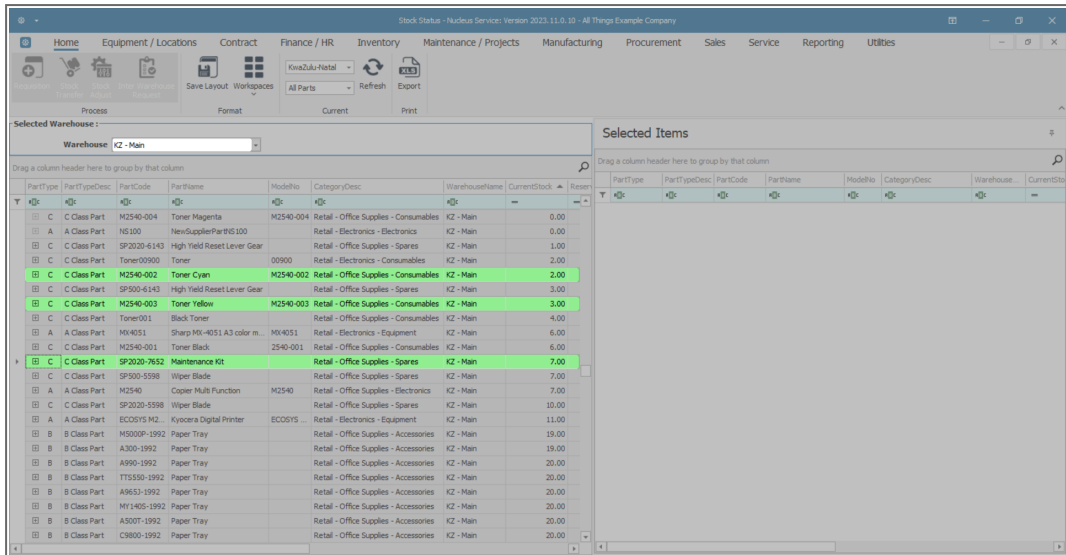 Stock Status - Nucleus Service: Version 2023.11.0.10 - All Things Example Company
Home Equipment / Locations Contract Finance / HR Inventory Maintenance / Projects Manufacturing Procurement Sales Service Reporting Utilities
Save Layout Workspaces KwaZulu-Natal All Parts Refresh Export
Process Format Current Print
Selected Warehouse :
Warehouse KZ - Main
Selected Items
Drag a column header here to group by that column
Drag a column header here to group by that column
PartType PartTypeDesc PartCode PartName ModelNo CategoryDesc WarehouseName CurrentStock Reser
PartType PartTypeDesc PartCode PartName ModelNo CategoryDesc Warehouse... CurrentSto
C C Class Part M2540-004 Toner Magenta M2540-004 Retail - Office Supplies - Consumables KZ - Main 0.00
A A Class Part NS100 NewSupplierPartNS100 Retail - Electronics - Electronics KZ - Main 0.00
C C Class Part SP2020-6143 High Yield Reset Lever Gear Retail - Office Supplies - Spares KZ - Main 1.00
C C Class Part Toner00900 Toner 00900 Retail - Electronics - Consumables KZ - Main 2.00
C C Class Part M2540-002 Toner Cyan M2540-002 Retail - Office Supplies - Consumables KZ - Main 2.00
C C Class Part SP500-6143 High Yield Reset Lever Gear Retail - Office Supplies - Spares KZ - Main 3.00
C C Class Part M2540-003 Toner Yellow M2540-003 Retail - Office Supplies - Consumables KZ - Main 3.00
C C Class Part Toner001 Black Toner Retail - Office Supplies - Consumables KZ - Main 4.00
A A Class Part MX4051 Sharp MX-4051 A3 color m... MX4051 Retail - Electronics - Equipment KZ - Main 6.00
C C Class Part M2540-001 Toner Black 2540-001 Retail - Office Supplies - Consumables KZ - Main 6.00
C C Class Part SP2020-7652 Maintenance Kit Retail - Office Supplies - Spares KZ - Main 7.00
C C Class Part SP500-5598 Wiper Blade Retail - Office Supplies - Spares KZ - Main 7.00
A A Class Part M2540 Copier Multi Function M2540 Retail - Office Supplies - Electronics KZ - Main 7.00
C C Class Part SP2020-5598 Wiper Blade Retail - Office Supplies - Spares KZ - Main 10.00
A A Class Part ECOSYS M2... Kyocera Digital Printer ECOSYS ... Retail - Electronics - Equipment KZ - Main 11.00
B B Class Part M5000P-1992 Paper Tray Retail - Office Supplies - Accessories KZ - Main 19.00
B B Class Part A300-1992 Paper Tray Retail - Office Supplies - Accessories KZ - Main 19.00
B B Class Part A990-1992 Paper Tray Retail - Office Supplies - Accessories KZ - Main 20.00
B B Class Part TTS550-1992 Paper Tray Retail - Office Supplies - Accessories KZ - Main 20.00
B B Class Part A965J-1992 Paper Tray Retail - Office Supplies - Accessories KZ - Main 20.00
B B Class Part MY140S-1992 Paper Tray Retail - Office Supplies - Accessories KZ - Main 20.00
B B Class Part A500T-1992 Paper Tray Retail - Office Supplies - Accessories KZ - Main 20.00
B B Class Part C9800-1992 Paper Tray Retail - Office Supplies - Accessories KZ - Main 20.00